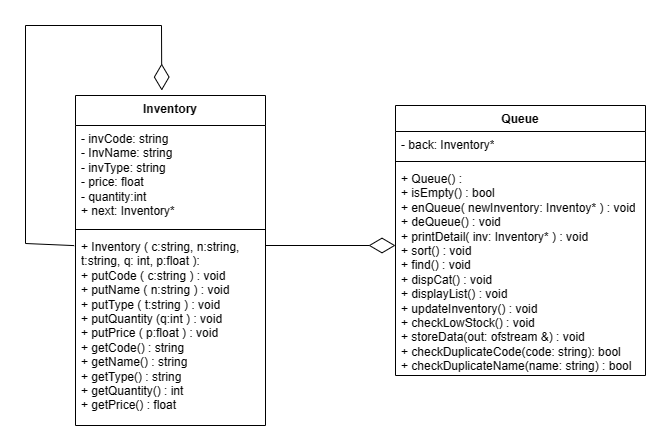 Inventory
- invCode: string
- InvName: string
- invType: string
- price: float
- quantity:int
+ next: Inventory*
+ Inventory ( c:string, n:string,
t:string, q: int, p:float ):
+ putCode ( c:string ) : void
+ putName ( n:string ) : void
+ putType ( t:string ) : void
+ putQuantity (q:int ) : void
+ putPrice ( p:float ) : void
+ getCode() : string
+ getName() : string
+ getType() : string
+ getQuantity() : int
+ getPrice() : float
Queue
- back: Inventory*
+ Queue() :
+ isEmpty() : bool
+ enQueue( newInventory: Inventoy* ) : void
+ deQueue() : void
+ printDetail( inv: Inventory* ) : void
+ sort() : void
+ find() : void
+ dispCat() : void
+ displayList() : void
+ updateInventory() : void
+ checkLowStock() : void
+ storeData(out: ofstream &) : void
+ checkDuplicateCode(code: string): bool
+ checkDuplicateName(name: string) : bool